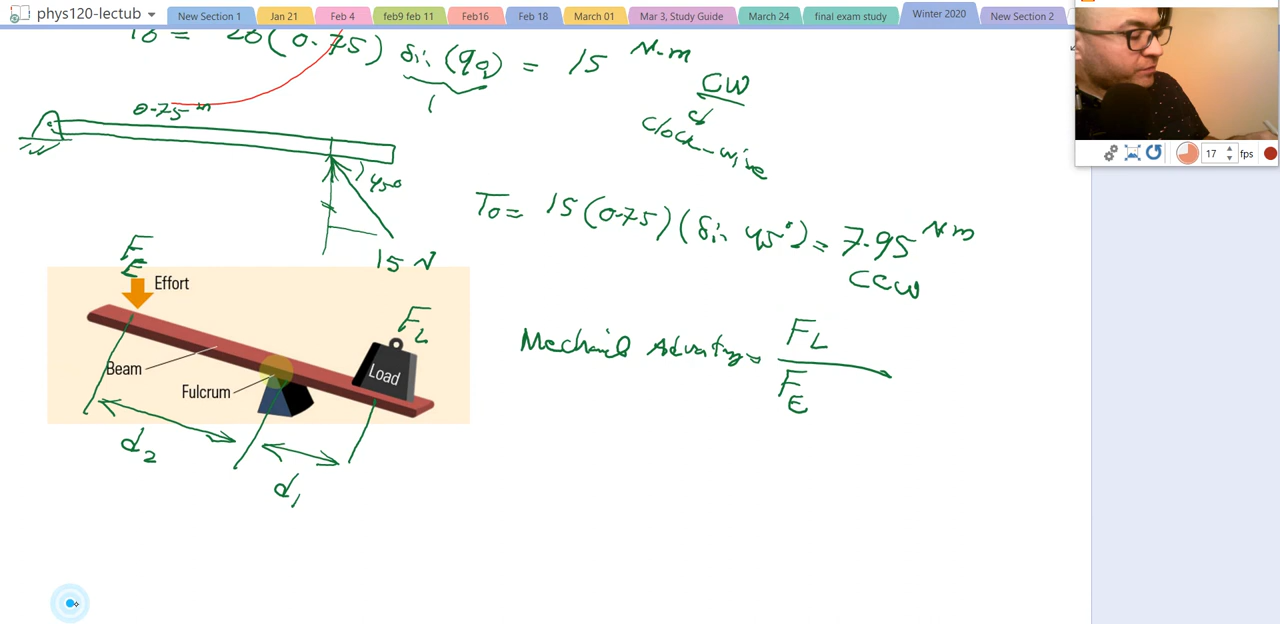 phys120-lectub
New Section 1 Jan 21 Feb 4 feb9 feb 11 Feb16 Feb 18 March 01 Mar 3, Study Guide March 24 final exam study Winter 2020 New Section 2
17 fps
(0.75) sin (90) = 15 N.m
CW
clock-wise
0.75 m
45°
15 N
To = 15 (0.75) (sin 45°) = 7.95 N.m
CCW
FE
Effort
FL
Load
Beam
Fulcrum
d2
d1
Mechanical Advantage = FL
FE